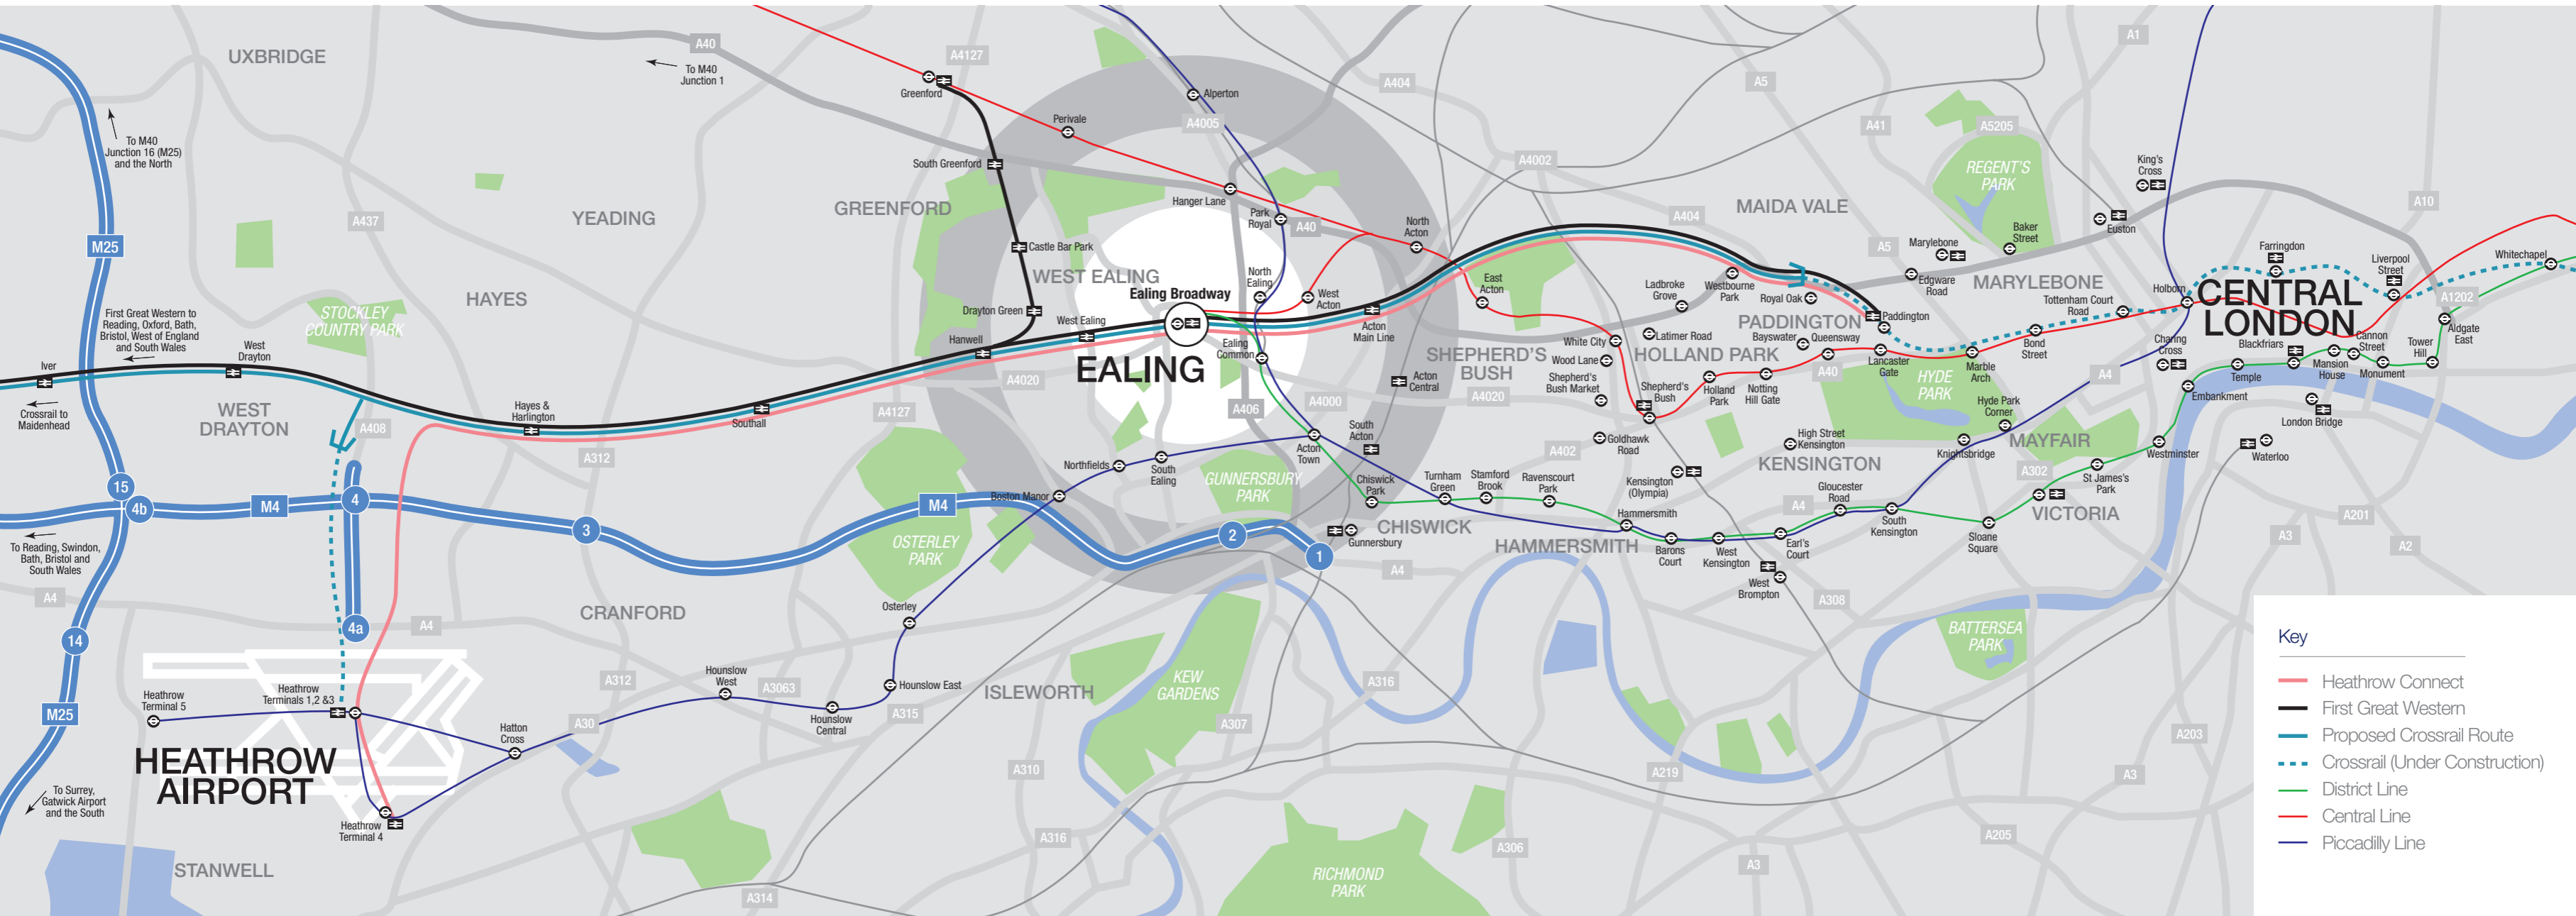 UXBRIDGE
A40
To M40
Junction 1
A4127
Greenford
Perivale
Alperton
A4005
A404
A5
A1
A41
A5205
REGENT'S
PARK
King's
Cross
A10
To M40
Junction 16 (M25)
and the North
A4002
South Greenford
GREENFORD
YEADING
A437
Hanger Lane
Park
Royal
A40
North
Acton
A404
MAIDA VALE
Euston
M25
Castle Bar Park
WEST EALING
A5
Marylebone
Baker
Street
Farringdon
Liverpool
Street
Whitechapel
HAYES
Ealing Broadway
North
Ealing
West
Acton
East
Acton
Ladbroke
Grove
Westbourne
Park
Royal Oak
Edgware
Road
MARYLEBONE
Tottenham Court
Road
Holborn
CENTRAL
LONDON
A1202
STOCKLEY
COUNTRY PARK
First Great Western to
Reading, Oxford, Bath,
Bristol, West of England
and South Wales
Drayton Green
West Ealing
Hanwell
Acton
Main Line
PADDINGTON
Paddington
Latimer Road
White City
Bayswater
Queensway
Bond
Street
Charing
Cross
Blackfriars
Cannon
Street
Tower
Hill
Aldgate
East
Iver
West
Drayton
EALING
Ealing
Common
SHEPHERD'S
BUSH
Wood Lane
HOLLAND PARK
Lancaster
Gate
Marble
Arch
Acton
Central
Shepherd's
Bush Market
Shepherd's
Bush
Holland
Park
Notting
Hill Gate
A40
HYDE
PARK
A4
Temple
Mansion
House
Monument
Embankment
Crossrail to
Maidenhead
WEST
DRAYTON
A408
Hayes &
Harlington
Southall
A4020
A4127
A406
A4000
A4020
Hyde Park
Corner
London Bridge
A312
South
Acton
Acton
Town
A402
Goldhawk
Road
High Street
Kensington
Knightsbridge
MAYFAIR
Westminster
Waterloo
Northfields
South
Ealing
GUNNERSBURY
PARK
Chiswick
Park
Turnham
Green
Stamford
Brook
Ravenscourt
Park
Kensington
(Olympia)
KENSINGTON
A302
St James's
Park
15
4b
M4
4
3
M4
Boston Manor
Gloucester
Road
A4
South
Kensington
VICTORIA
A201
To Reading, Swindon,
Bath, Bristol and
South Wales
OSTERLEY
PARK
2
1
Gunnersbury
CHISWICK
HAMMERSMITH
Hammersmith
Barons
Court
West
Kensington
Earl's
Court
Sloane
Square
A3
A2
A4
A4
West
Brompton
A308
14
4a
A4
CRANFORD
Osterley
BATTERSEA
PARK
Heathrow
Terminal 5
Heathrow
Terminals 1,2 &3
A312
Hounslow
West
A3063
Hounslow East
ISLEWORTH
KEW
GARDENS
A316
M25
Hatton
Cross
A30
Hounslow
Central
A315
A307
A203
HEATHROW
AIRPORT
A310
A219
A3
To Surrey,
Gatwick Airport
and the South
Heathrow
Terminal 4
A316
A306
A205
STANWELL
A314
RICHMOND
PARK
A3
Key
Heathrow Connect
First Great Western
Proposed Crossrail Route
Crossrail (Under Construction)
District Line
Central Line
Piccadilly Line